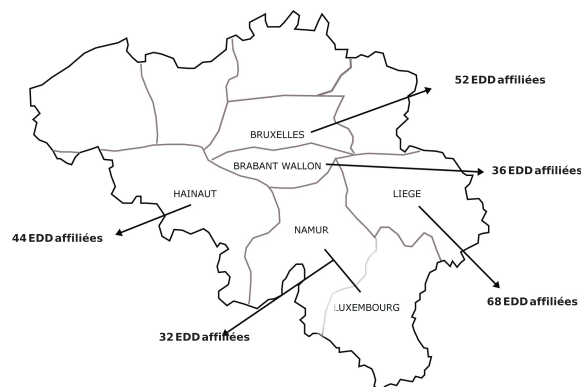 52 EDD affiliées
BRUXELLES
BRABANT WALLON
36 EDD affiliées
HAINAUT
LIEGE
NAMUR
44 EDD affiliées
68 EDD affiliées
LUXEMBOURG
32 EDD affiliées